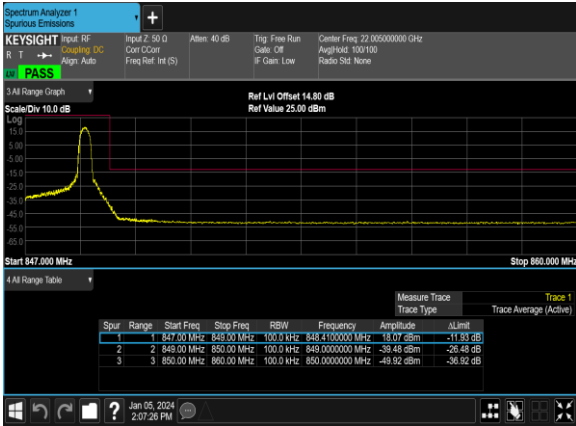 Spectrum Analyzer 1
Spurious Emissions
+
KEYSIGHT Input: RF Input Z: 50 Ω Atten: 40 dB Trig: Free Run Center Freq: 22.005000000 GHz
R T Coupling: DC Corr CCorr Gate: Off Avg|Hold: 100/100
Align: Auto Freq Ref: Int (S) IF Gain: Low Radio Std: None
LNI PASS
3 All Range Graph
Ref Lvl Offset 14.80 dB
Scale/Div 10.0 dB Ref Value 25.00 dBm
Log
15.0
5.00
-5.00
-15.0
-25.0
-35.0
-45.0
-55.0
-65.0
Start 847.000 MHz Stop 860.000 MHz
4 All Range Table
Measure Trace Trace 1
Trace Type Trace Average (Active)
Spur Range Start Freq Stop Freq RBW Frequency Amplitude ΔLimit
1 1 847.00 MHz 849.00 MHz 100.0 kHz 848.4100000 MHz 18.07 dBm -11.93 dB
2 2 849.00 MHz 850.00 MHz 100.0 kHz 849.0000000 MHz -39.48 dBm -26.48 dB
3 3 850.00 MHz 860.00 MHz 100.0 kHz 850.0000000 MHz -49.92 dBm -36.92 dB
? Jan 05, 2024
2:07:26 PM